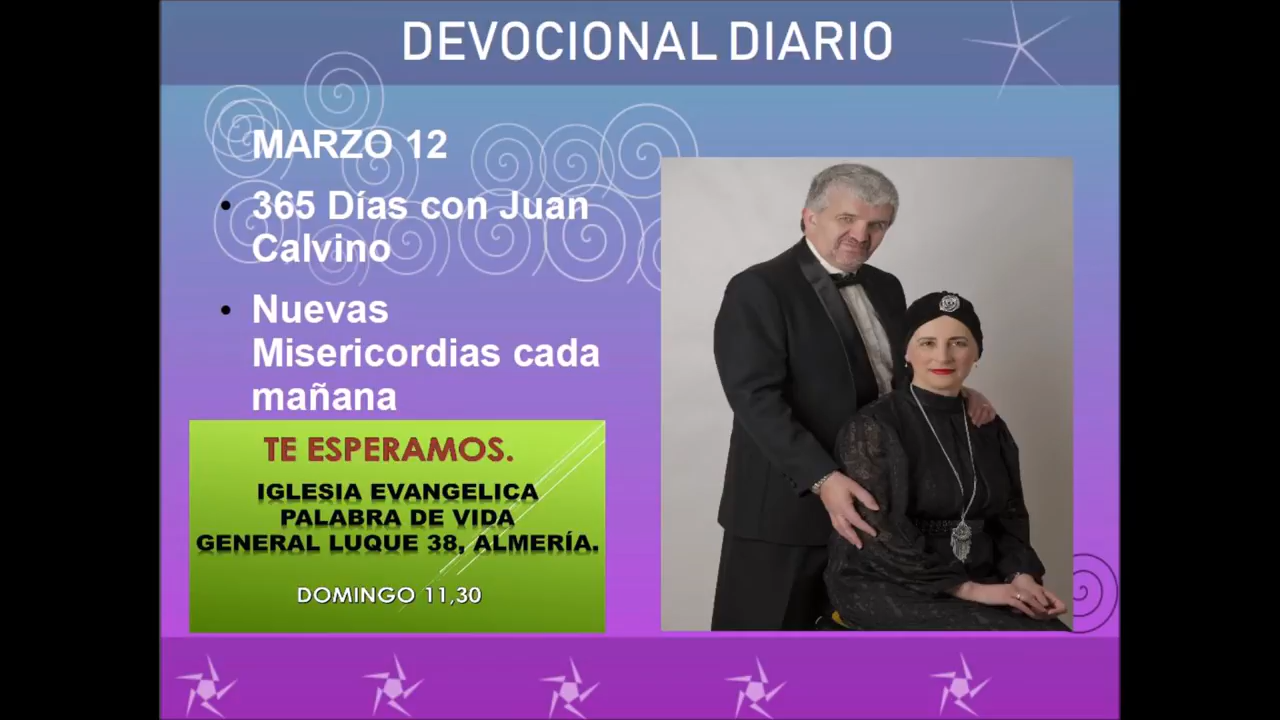 DEVOCIONAL DIARIO
MARZO 12
365 Días con Juan
Calvino
Nuevas
Misericordias cada
mañana
TE ESPERAMOS.
IGLESIA EVANGELICA
PALABRA DE VIDA
GENERAL LUQUE 38, ALMERÍA.
DOMINGO 11,30